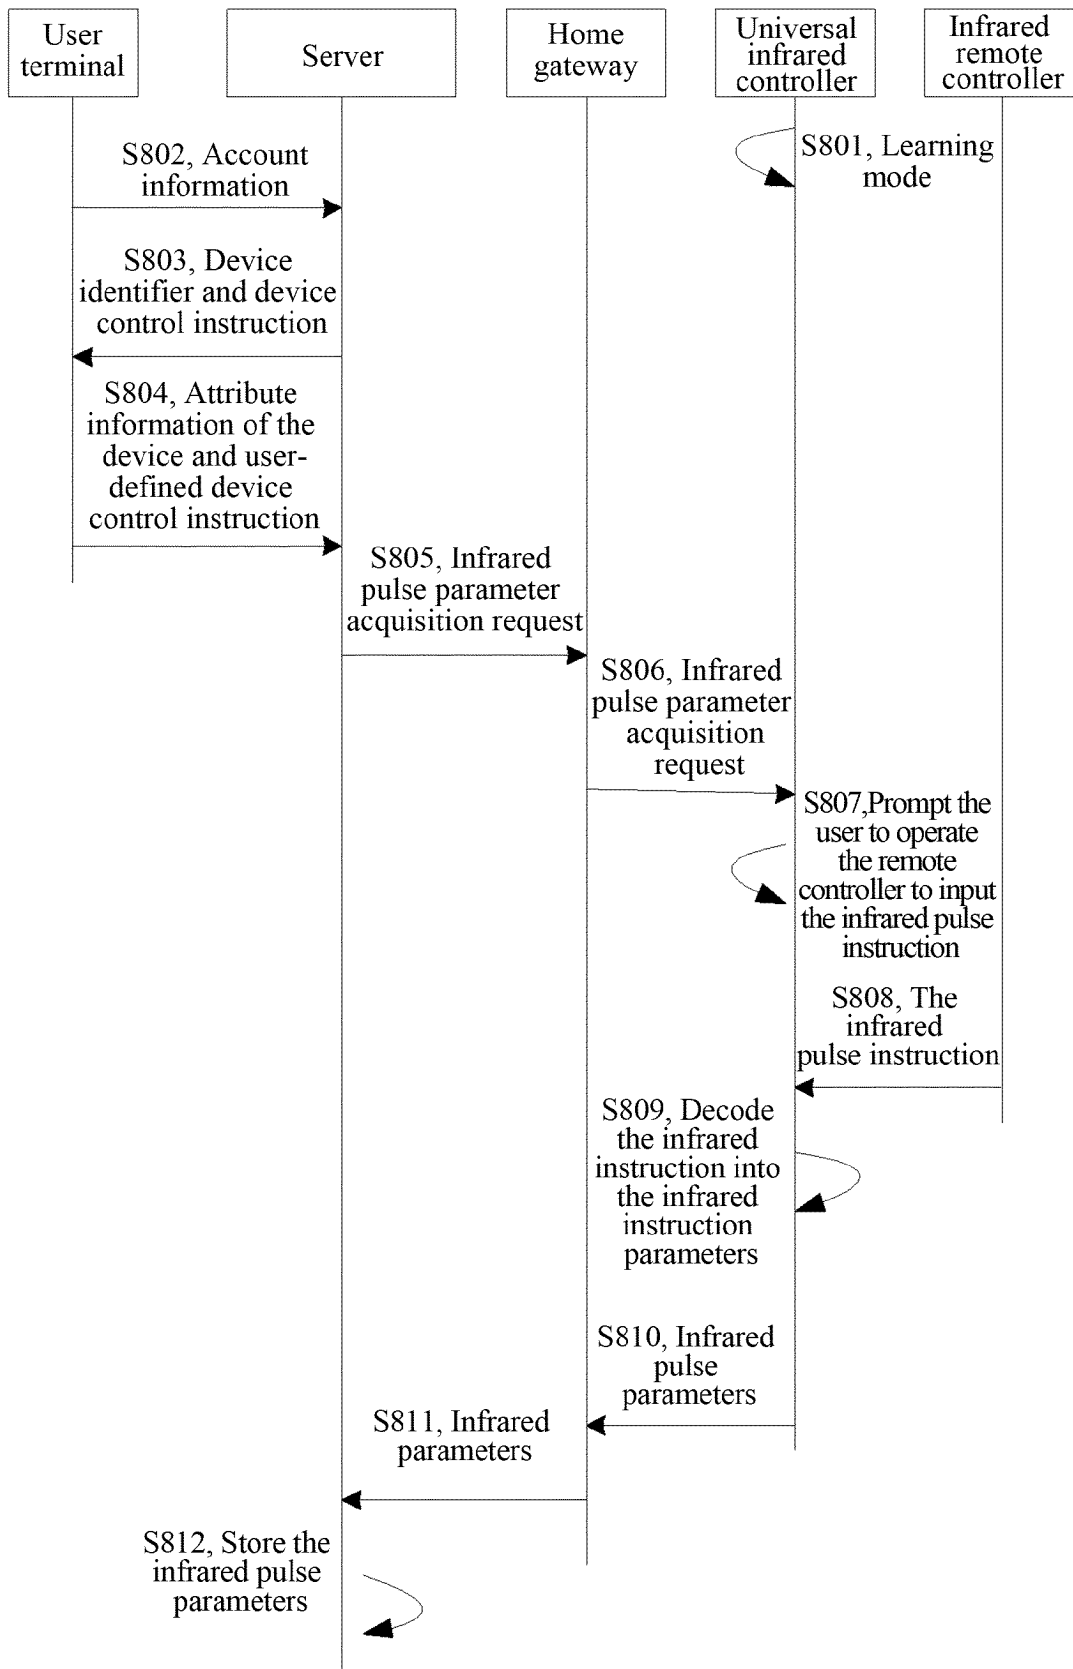 User
terminal
Server
Home
gateway
Universal
infrared
controller
Infrared
remote
controller
S801, Learning
mode
S802, Account
information
S803, Device
identifier and device
control instruction
S804, Attribute
information of the
device and user-
defined device
control instruction
S805, Infrared
pulse parameter
acquisition request
S806, Infrared
pulse parameter
acquisition
request
S807,Prompt the
user to operate
the remote
controller to input
the infrared pulse
instruction
S808, The
infrared
pulse instruction
S809, Decode
the infrared
instruction into
the infrared
instruction
parameters
S810, Infrared
pulse
parameters
S811, Infrared
parameters
S812, Store the
infrared pulse
parameters